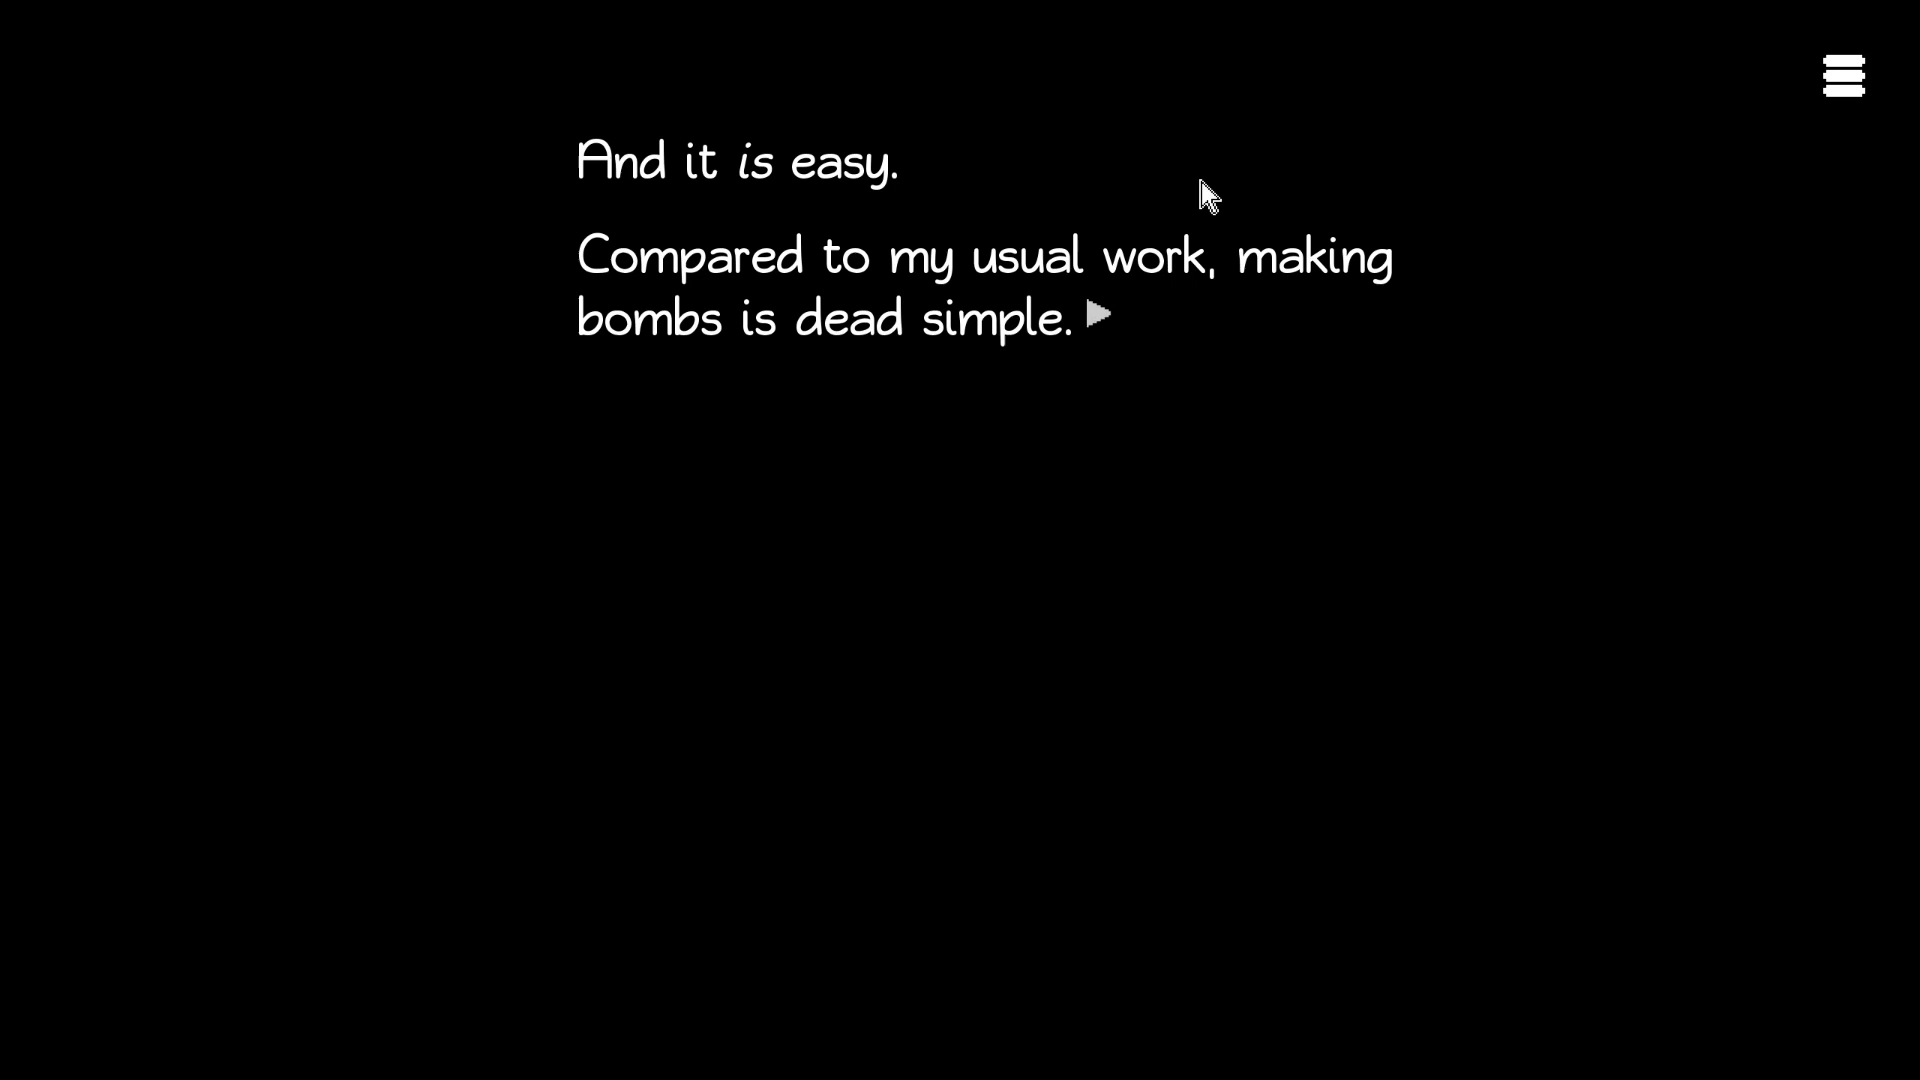 And it is easy.
Compared to my usual work, making
bombs is dead simple.